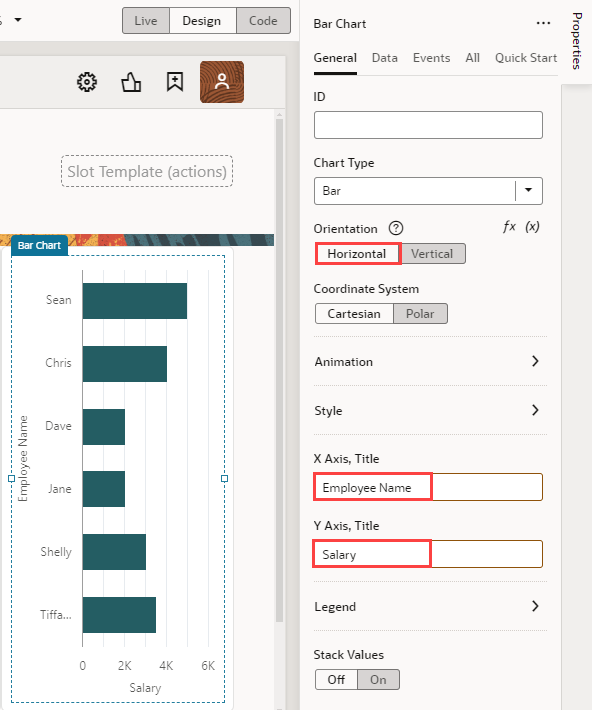 Live Design Code
Slot Template (actions)
Bar Chart
Employee Name
Sean
Chris
Dave
Jane
Shelly
Tiffa...
0 2K 4K 6K
Salary
Bar Chart
General Data Events All Quick Start
ID
Chart Type
Bar
Orientation ? fx (x)
Horizontal Vertical
Coordinate System
Cartesian Polar
Animation
Style
X Axis, Title
Employee Name
Y Axis, Title
Salary
Legend
Stack Values
Off On
Properties